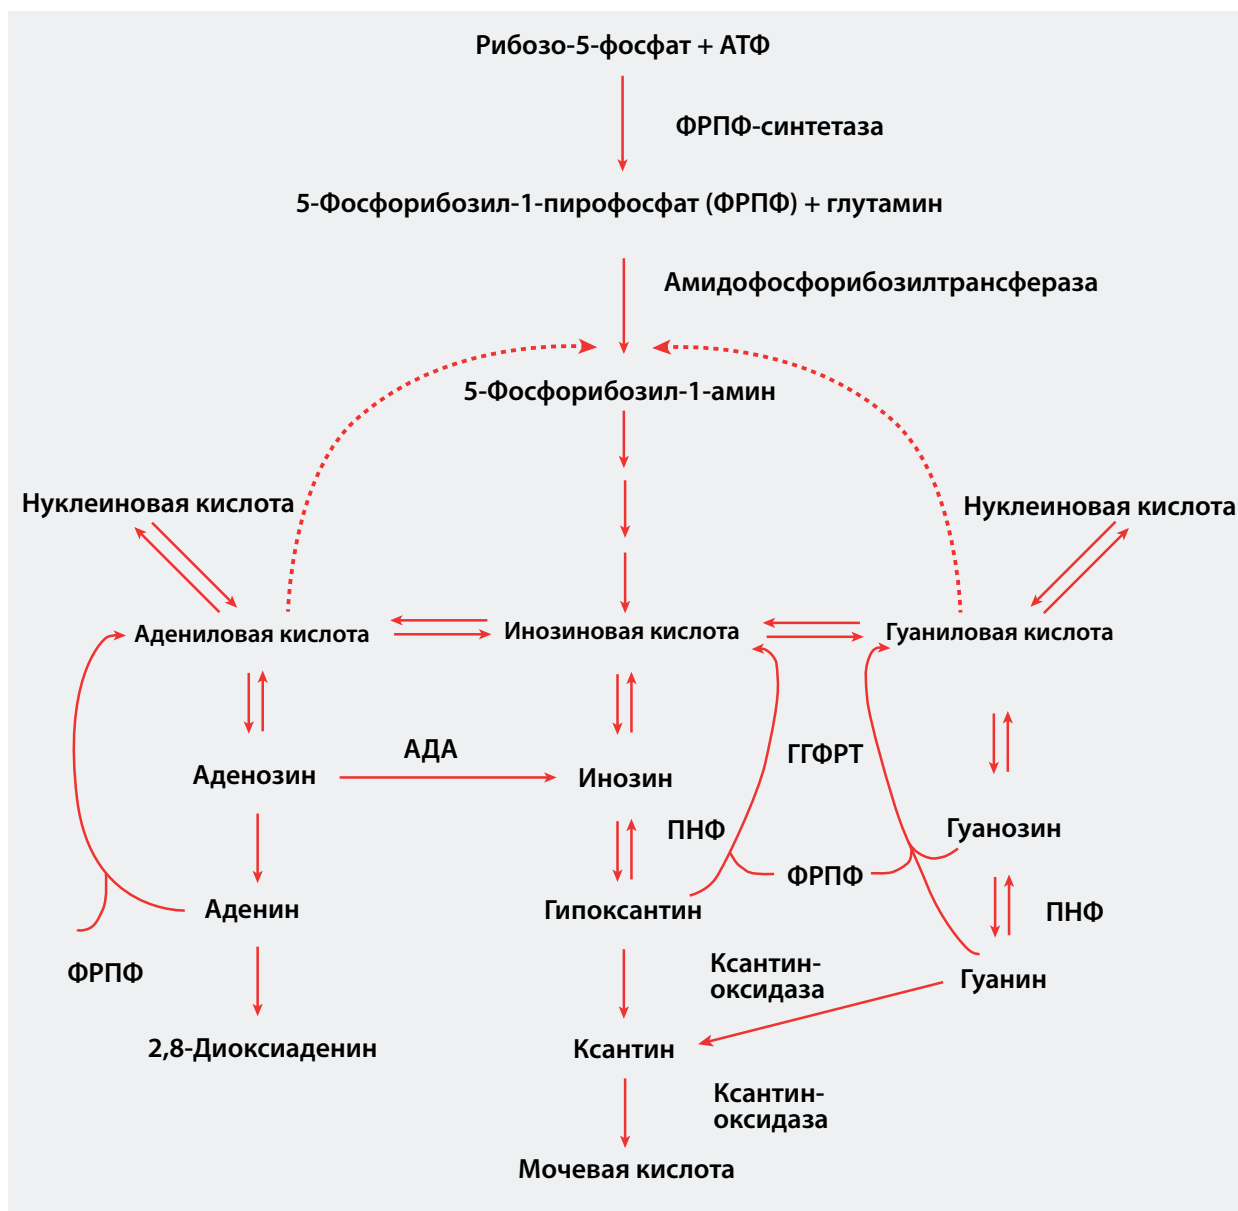 Рибозо-5-фосфат + АТФ
ФРПФ-синтетаза
5-Фосфорибозил-1-пирофосфат (ФРПФ) + глутамин
Амидофосфорибозилтрансфераза
5-Фосфорибозил-1-амин
Нуклеиновая кислота
Нуклеиновая кислота
Адениловая кислота
Инозиновая кислота
Гуаниловая кислота
АДА
ГГФРТ
Аденозин
Инозин
ПНФ
Гуанозин
ФРПФ
Аденин
Гипоксантин
ПНФ
ФРПФ
Ксантин-
оксидаза
Гуанин
2,8-Диоксиаденин
Ксантин
Ксантин-
оксидаза
Мочевая кислота